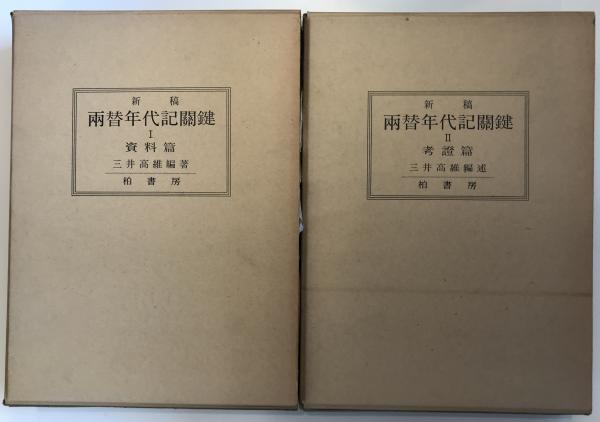 新稿
兩替年代記關鍵
I
資料篇
三井高維編著
柏書房
新稿
兩替年代記關鍵
II
考證篇
三井高維編述
柏書房